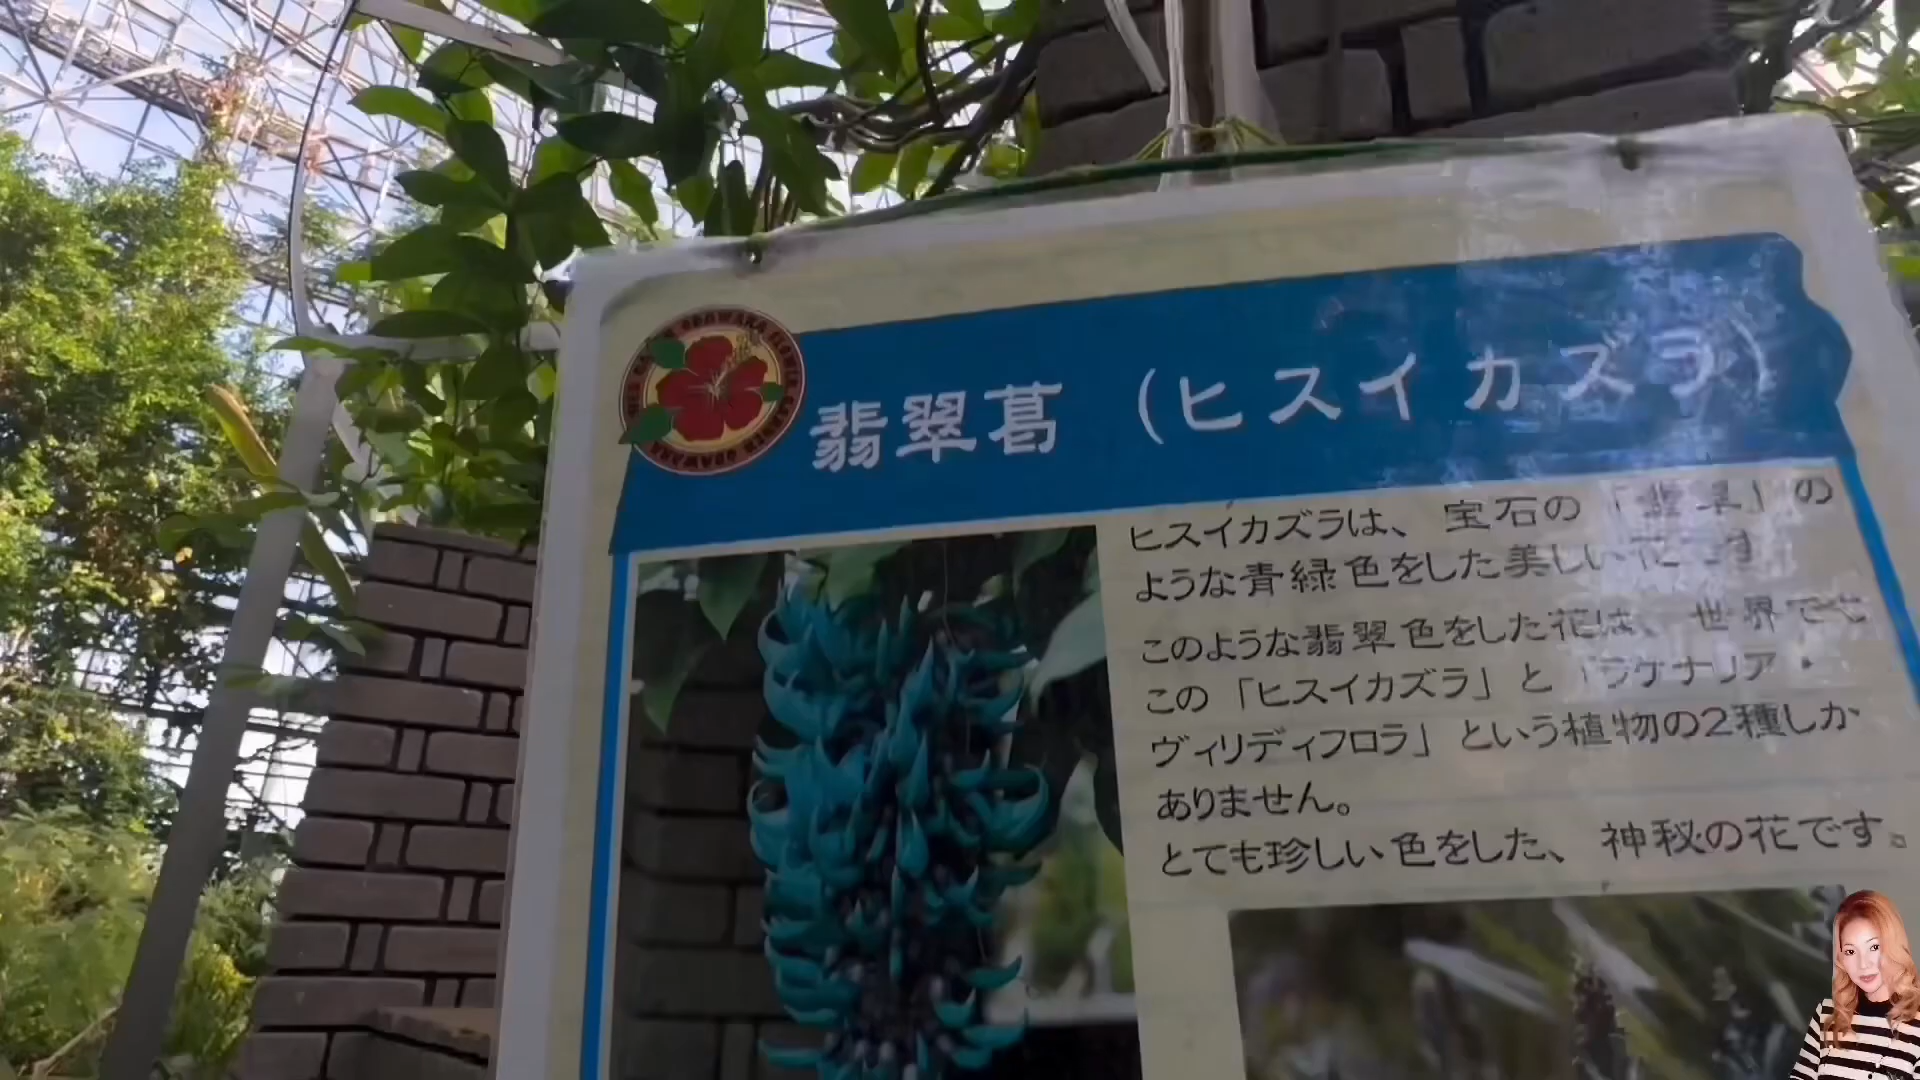 翡翠葛（ヒスイカズラ）
ヒスイカズラは、宝石の「翡翠」の
ような青緑色をした美しい花です
このような翡翠色をした花は、世界でも
この「ヒスイカズラ」と「ラケナリア・
ヴィリディフロラ」という植物の2種しか
ありません。
とても珍しい色をした、神秘の花です。